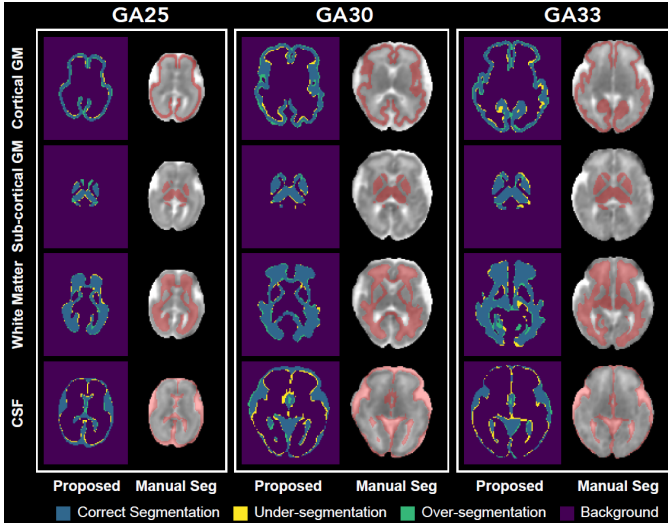 GA25 GA30 GA33
Cortical GM
Sub-cortical GM
White Matter
CSF
Proposed Manual Seg Proposed Manual Seg Proposed Manual Seg
Correct Segmentation Under-segmentation Over-segmentation Background